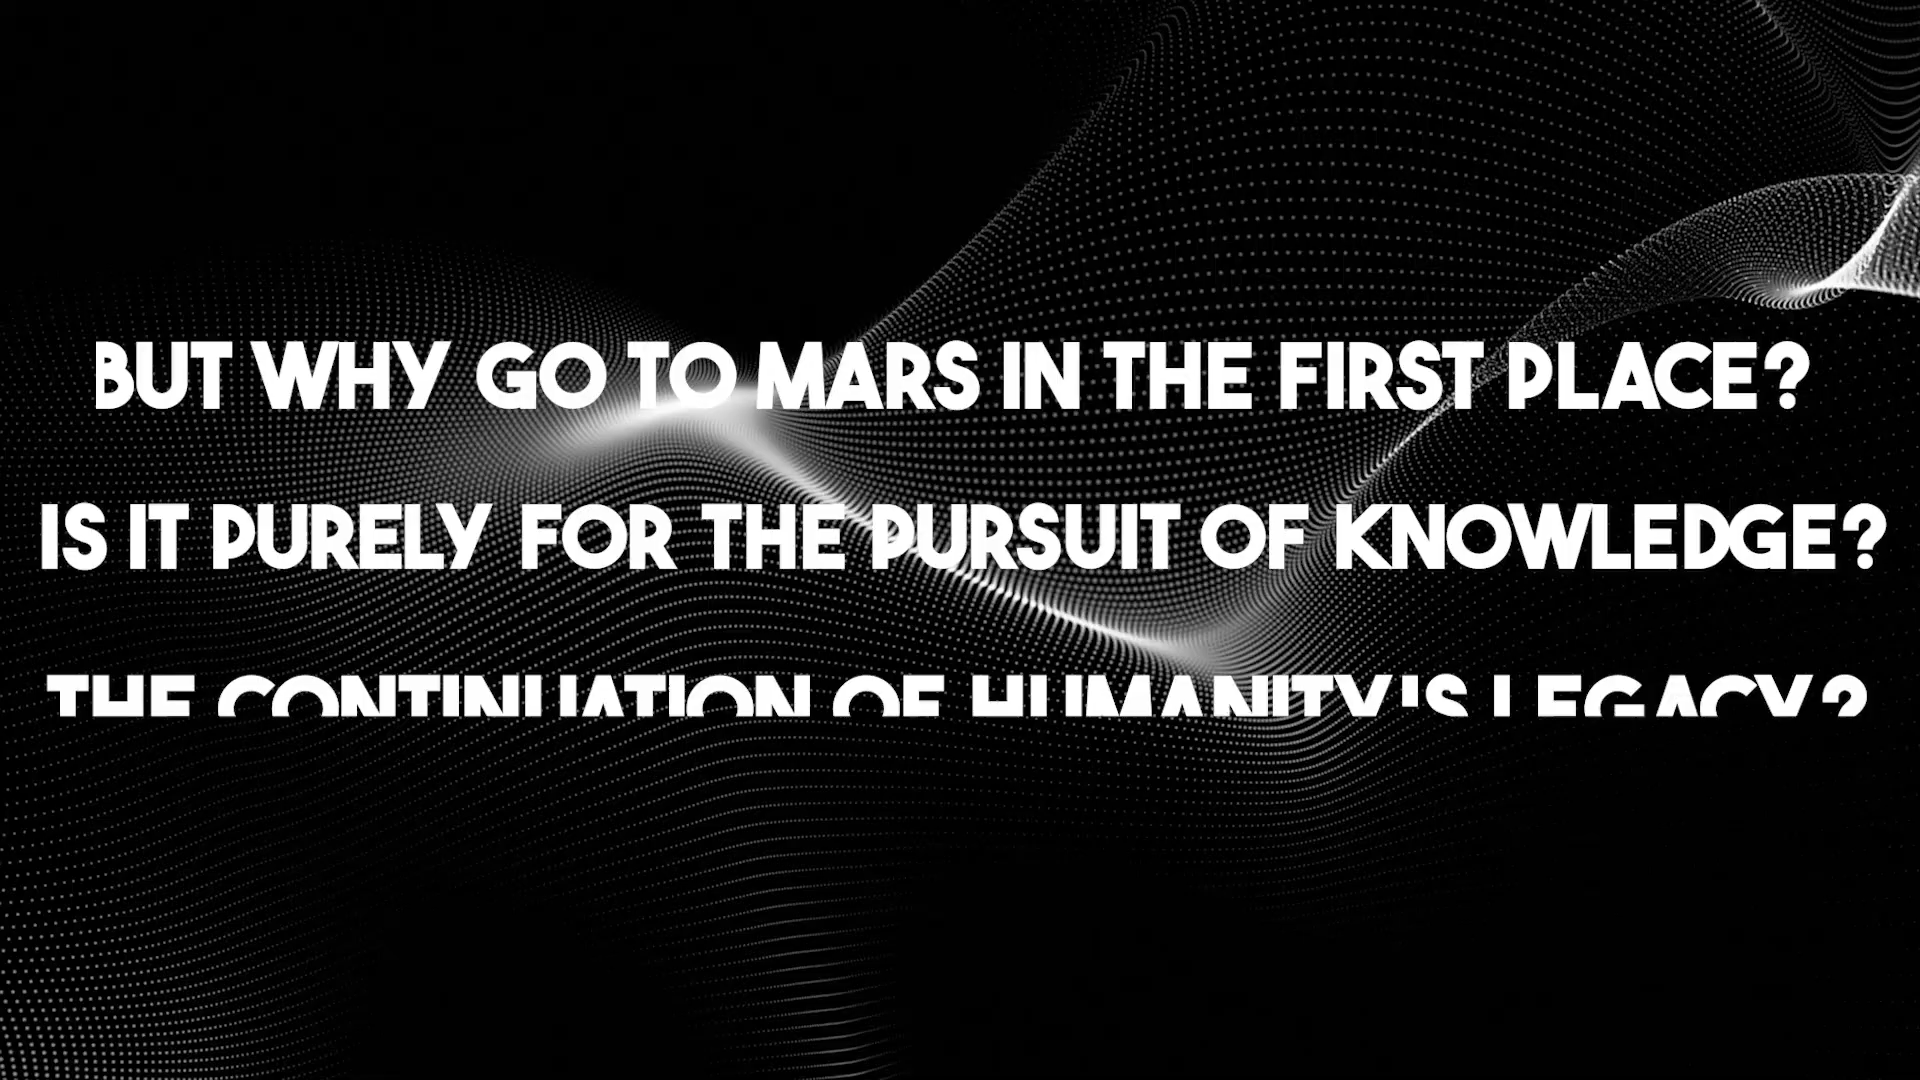 BUT WHY GO TO MARS IN THE FIRST PLACE?
IS IT PURELY FOR THE PURSUIT OF KNOWLEDGE?
THE CONTINUATION OF HUMANITY'S LEGACY?